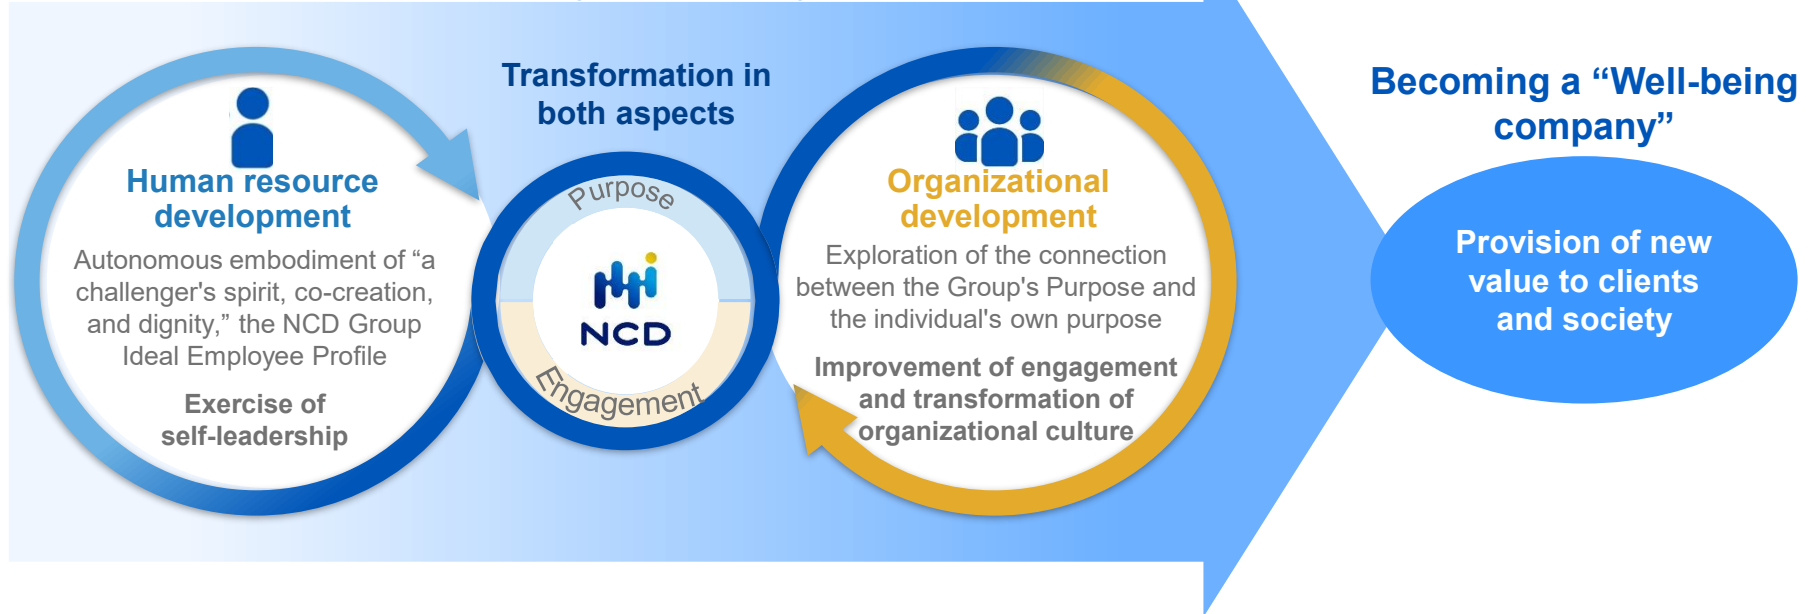 Human resource
development
Autonomous embodiment of “a
challenger's spirit, co-creation,
and dignity,” the NCD Group
Ideal Employee Profile
Exercise of
self-leadership
Transformation in
both aspects
Purpose
NCD
Engagement
Organizational
development
Exploration of the connection
between the Group's Purpose and
the individual's own purpose
Improvement of engagement
and transformation of
organizational culture
Becoming a “Well-being
company”
Provision of new
value to clients
and society